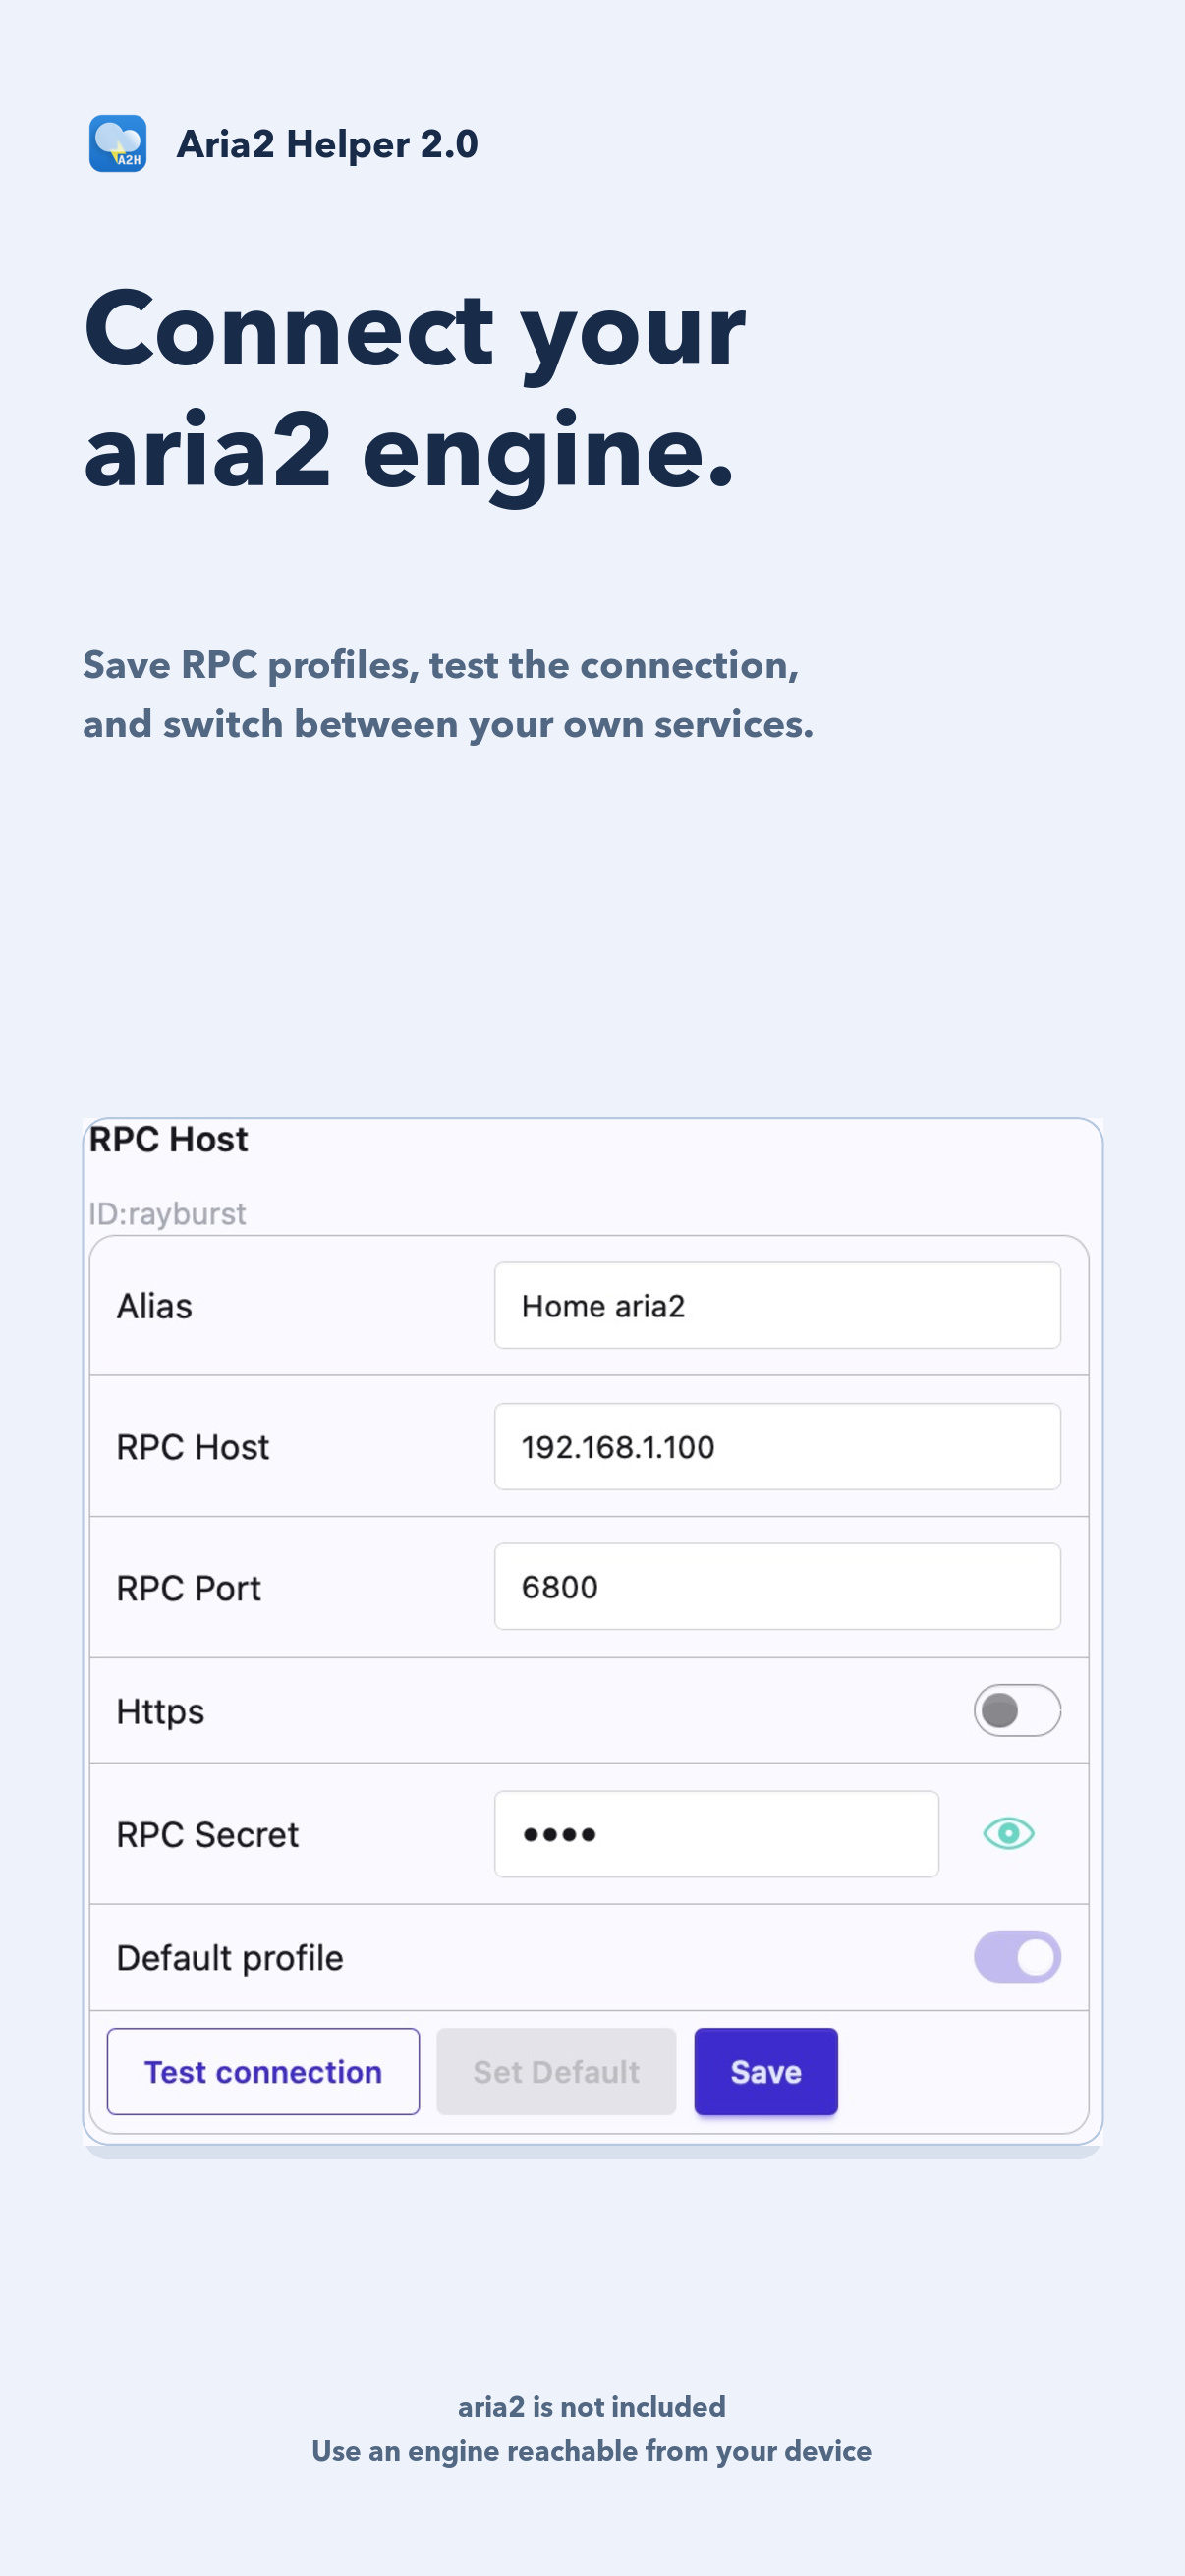 A2H
Aria2 Helper 2.0
Connect your
aria2 engine.
Save RPC profiles, test the connection,
and switch between your own services.
RPC Host
ID:rayburst
Alias
Home aria2
RPC Host
192.168.1.100
RPC Port
6800
Https
RPC Secret
••••
Default profile
Test connection
Set Default
Save
aria2 is not included
Use an engine reachable from your device